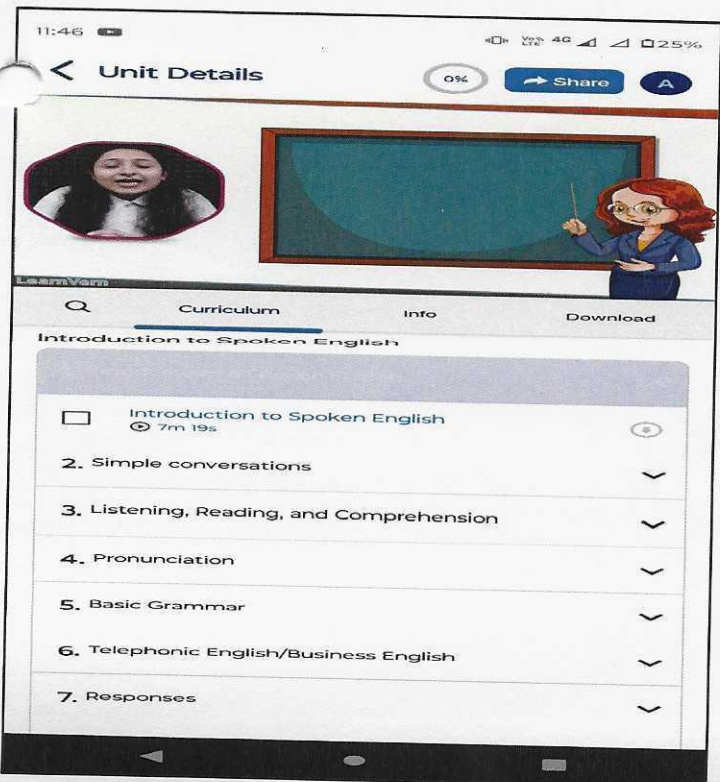 11:46
Vo)) LTE 4G 25%
Unit Details
0% Share A
LearnVern
Curriculum Info Download
Introduction to Spoken English
Introduction to Spoken English
7m 19s
2. Simple conversations
3. Listening, Reading, and Comprehension
4. Pronunciation
5. Basic Grammar
6. Telephonic English/Business English
7. Responses